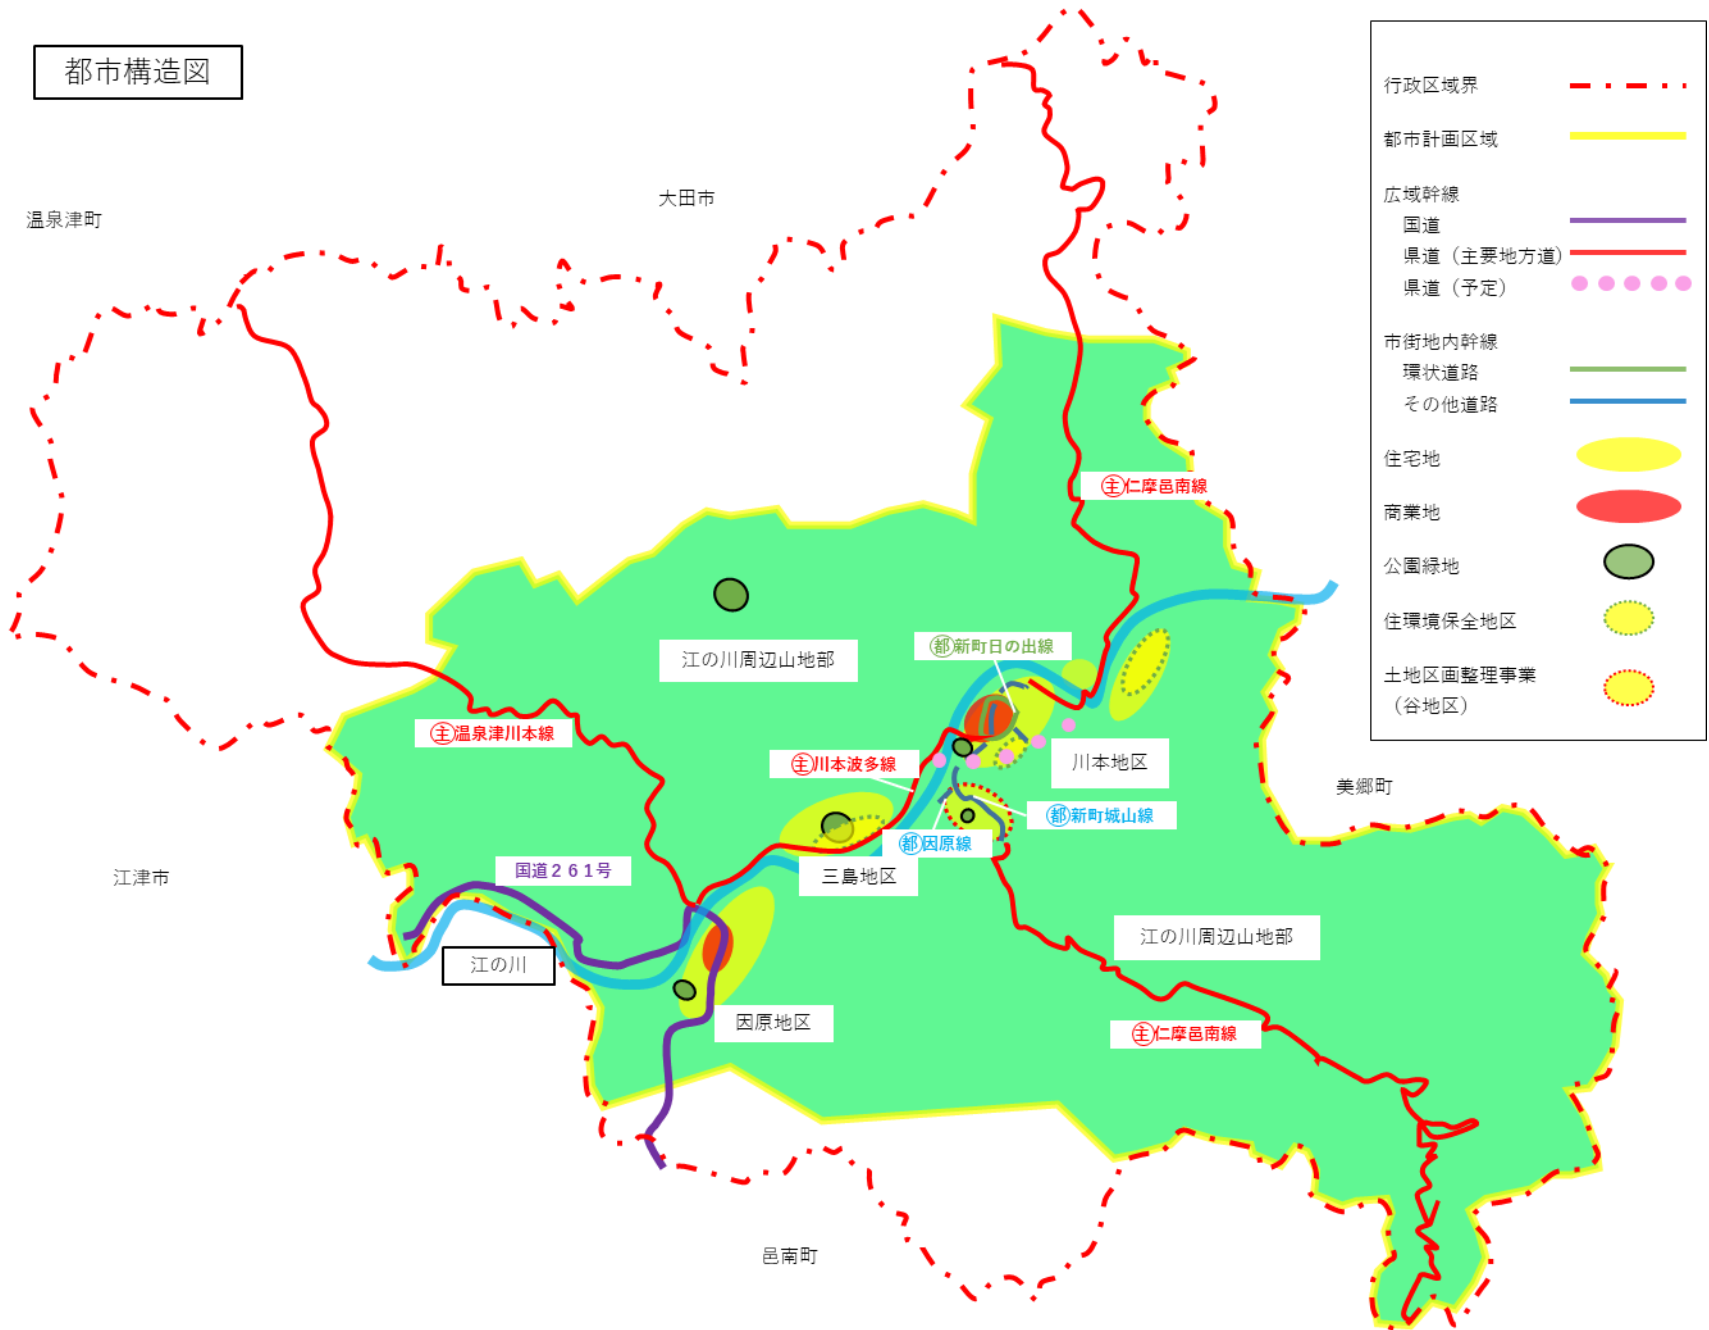 都市構造図
温泉津町
大田市
行政区域界
都市計画区域
広域幹線
国道
県道（主要地方道）
県道（予定）
市街地内幹線
環状道路
その他道路
住宅地
商業地
公園緑地
住環境保全地区
土地区画整理事業
（谷地区）
㊟仁摩邑南線
江の川周辺山地部
新町日の出線
主温泉津川本線
主川本波多線
川本地区
美郷町
都新町城山線
都因原線
国道２６１号
三島地区
江津市
江の川
江の川周辺山地部
因原地区
主仁摩邑南線
邑南町